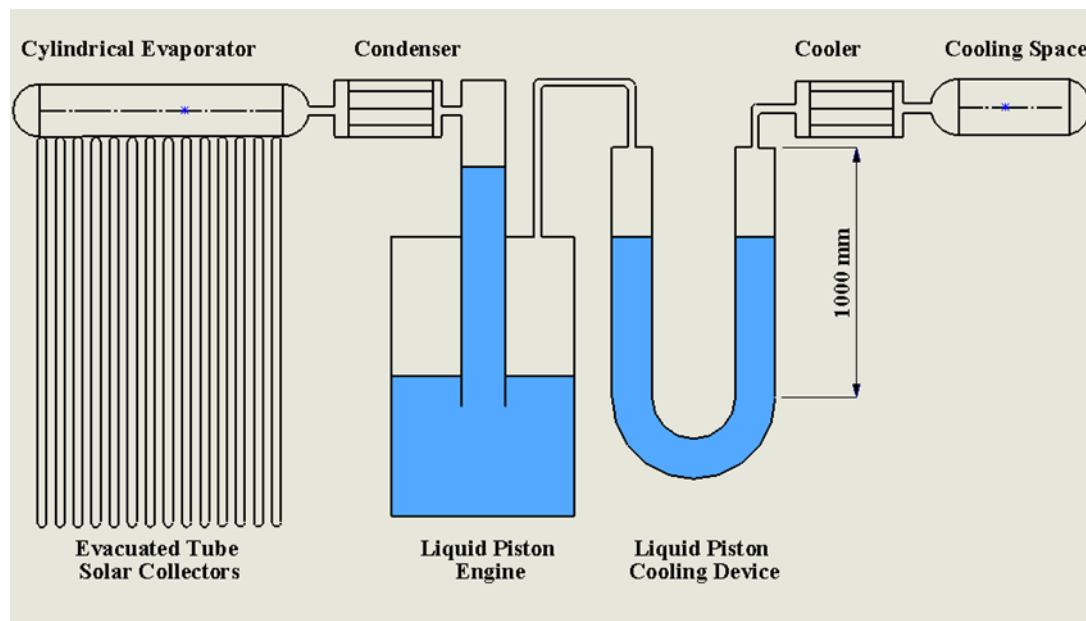 Cylindrical Evaporator
Condenser
Cooler
Cooling Space
1000 mm
Evacuated Tube
Solar Collectors
Liquid Piston
Engine
Liquid Piston
Cooling Device